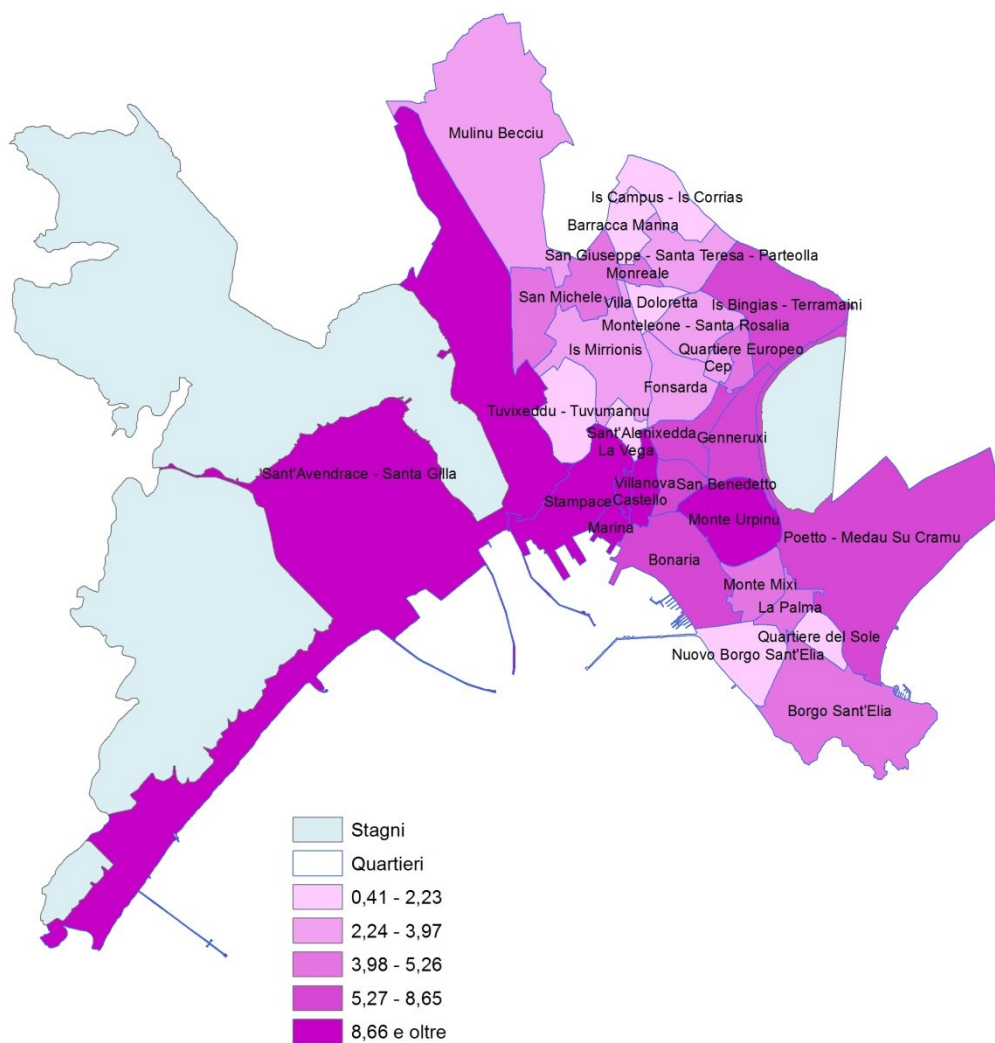 Mulinu Becciu
Is Campus - Is Corrias
Barracca Manna
San Giuseppe - Santa Teresa - Parteolla
Monreale
San Michele
Villa Doloretta
Is Bingias - Terramaini
Monteleone - Santa Rosalia
Is Mirrionis
Quartiere Europeo
Cep
Fonsarda
Tuvixeddu - Tuvumannu
Sant'Alenixedda
Genneruxi
La Vega
Sant'Avendrace - Santa Gilla
Villanova
San Benedetto
Stampace
Castello
Marina
Monte Urpinu
Poetto - Medau Su Cramu
Bonaria
Monte Mixi
La Palma
Quartiere del Sole
Nuovo Borgo Sant'Elia
Borgo Sant'Elia
Stagni
Quartieri
0,41 - 2,23
2,24 - 3,97
3,98 - 5,26
5,27 - 8,65
8,66 e oltre